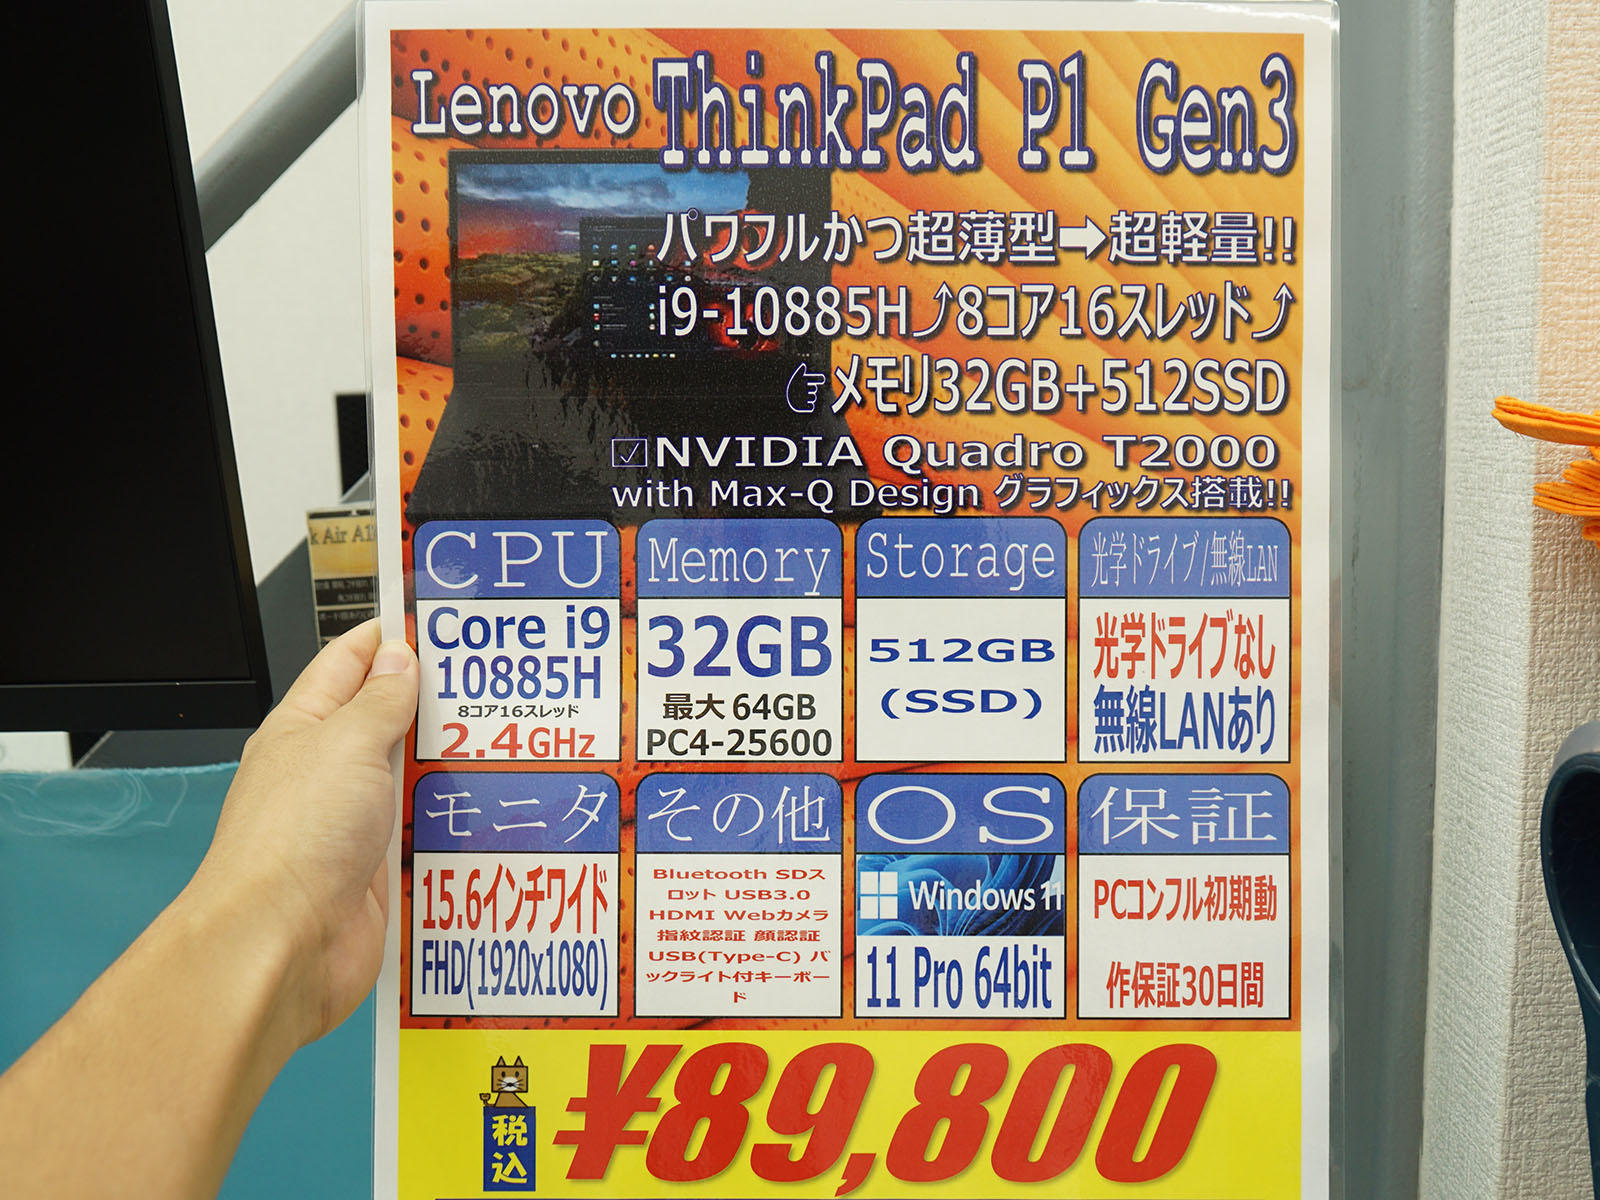 Lenovo ThinkPad P1 Gen3
パワフルかつ超薄型➡超軽量!!
i9-10885H⤴8コア16スレッド⤴
☞メモリ32GB+512SSD
☑NVIDIA Quadro T2000
with Max-Q Design グラフィックス搭載!!
CPU
Core i9
10885H
8コア16スレッド
2.4GHz
Memory
32GB
最大 64GB
PC4-25600
Storage
512GB
(SSD)
光学ドライブ/無線LAN
光学ドライブなし
無線LANあり
モニタ
15.6インチワイド
FHD(1920x1080)
その他
Bluetooth SDス
ロット USB3.0
HDMI Webカメラ
指紋認証 顔認証
USB(Type-C) バ
ックライト付キーボー
ド
OS
Windows 11
11 Pro 64bit
保証
PCコンフル初期動
作保証30日間
税込
¥89,800
k Air A1